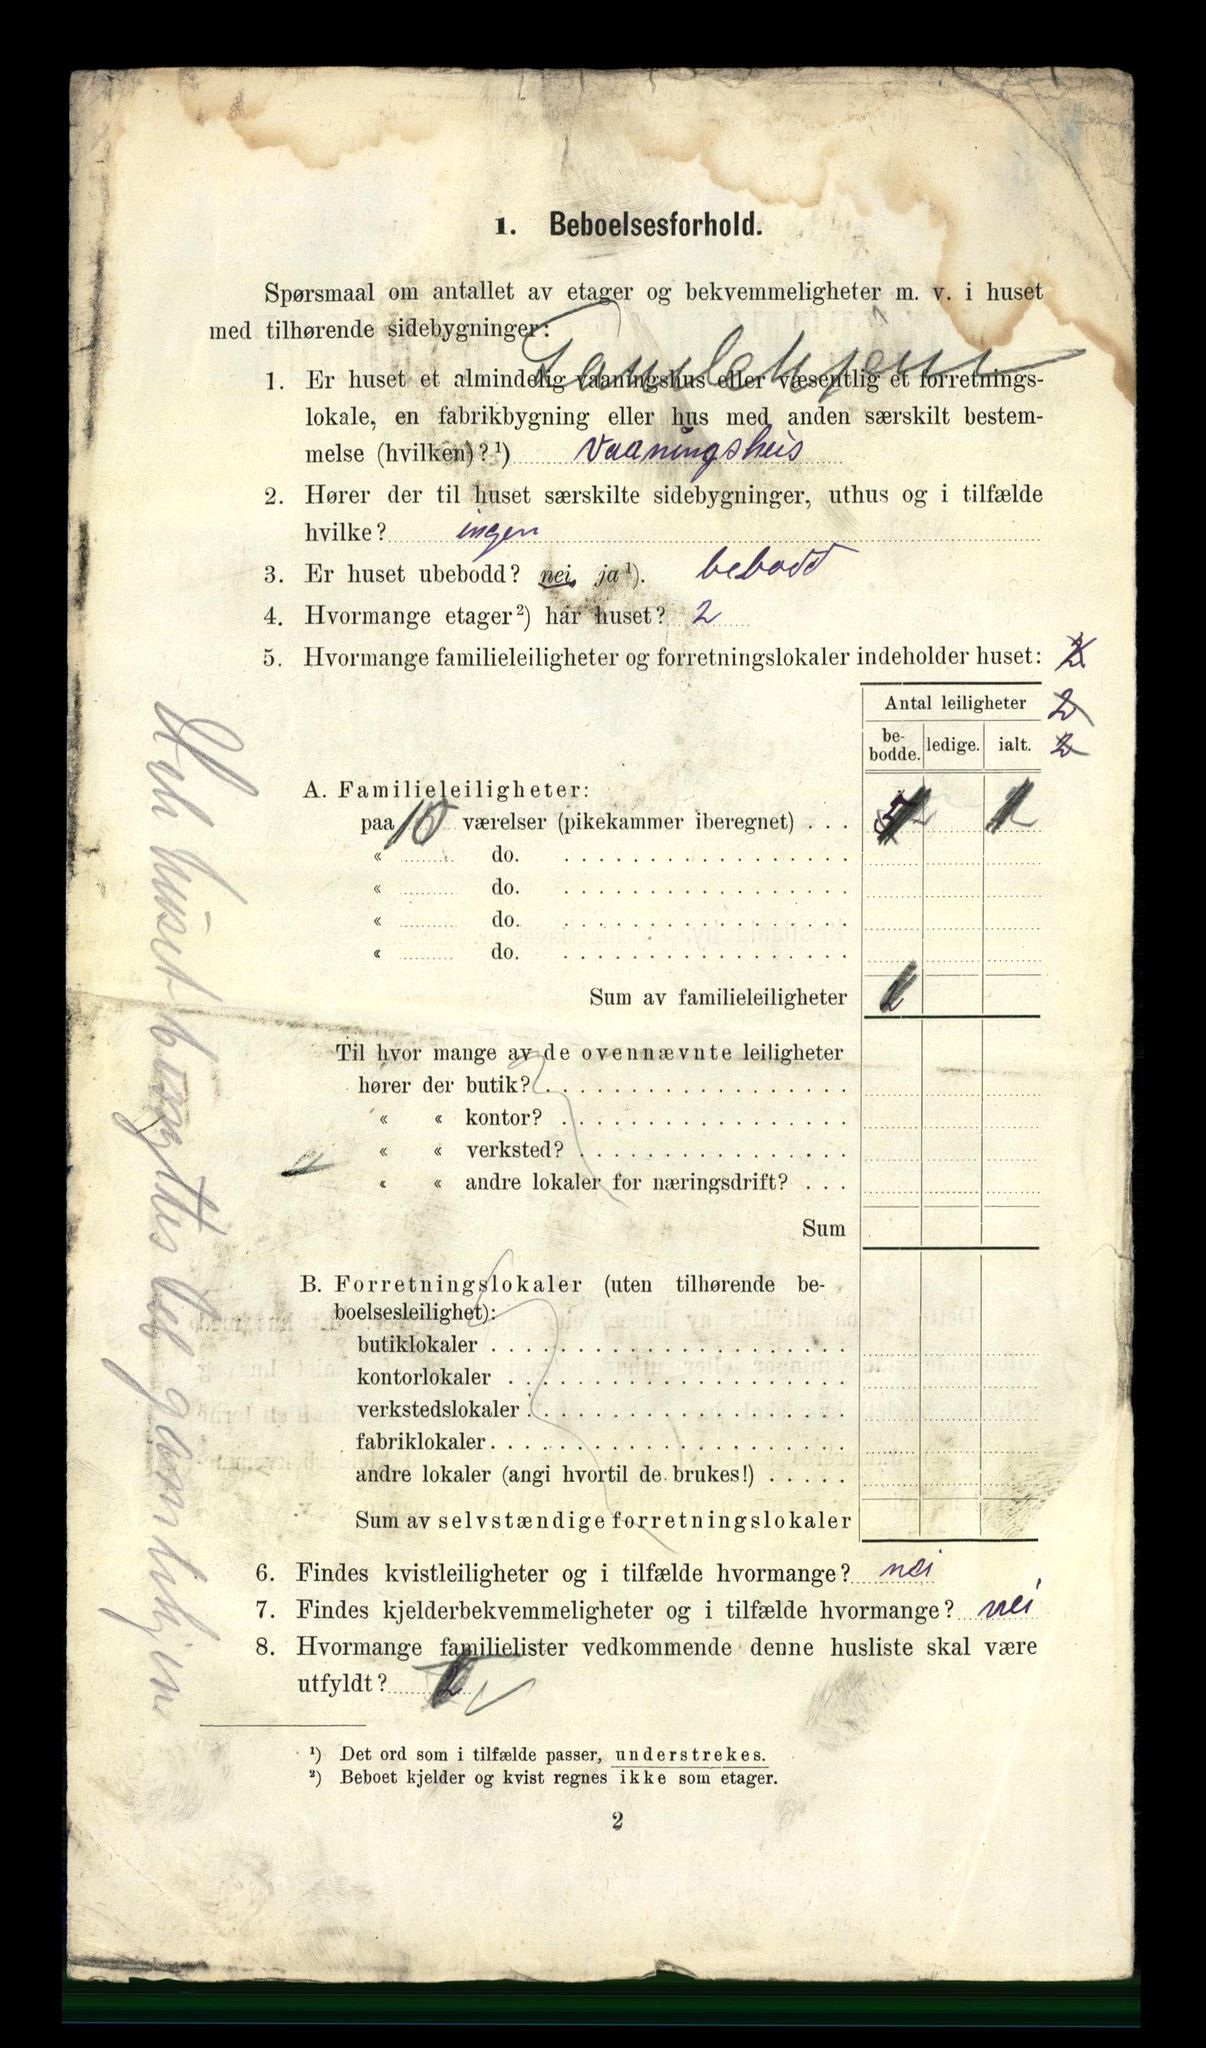 1. Beboelsesforhold.
Spørsmaal om antallet av etager og bekvemmeligheter m. v. i huset
med tilhørende sidebygninger:
1. Er huset et almindelig vaaningshus eller væsentlig et forretnings-
lokale, en fabrikbygning eller hus med anden særskilt bestem-
melse (hvilken)?¹) vaaningshus
2. Hører der til huset særskilte sidebygninger, uthus og i tilfælde
hvilke? ingen
3. Er huset ubebodd? nei, ja¹). bebodd
4. Hvormange etager²) har huset? 2
5. Hvormange familieleiligheter og forretningslokaler indeholder huset: 2
Antal leiligheter 2
be-
bodde. ledige. ialt. 2
A. Familieleiligheter:
paa 10 værelser (pikekammer iberegnet) . . .
« do.
« do.
« do.
« do.
Sum av familieleiligheter
Til hvor mange av de ovennævnte leiligheter
hører der butik?
« « kontor?
« « verksted?
« « andre lokaler for næringsdrift? . . .
Sum
B. Forretningslokaler (uten tilhørende be-
boelsesleilighet):
butiklokaler
kontorlokaler
verkstedslokaler
fabriklokaler
andre lokaler (angi hvortil de brukes!)
Sum av selvstændige forretningslokaler
6. Findes kvistleiligheter og i tilfælde hvormange? nei
7. Findes kjelderbekvemmeligheter og i tilfælde hvormange? nei
8. Hvormange familielister vedkommende denne husliste skal være
utfyldt?
¹) Det ord som i tilfælde passer, understrekes.
²) Beboet kjelder og kvist regnes ikke som etager.
2